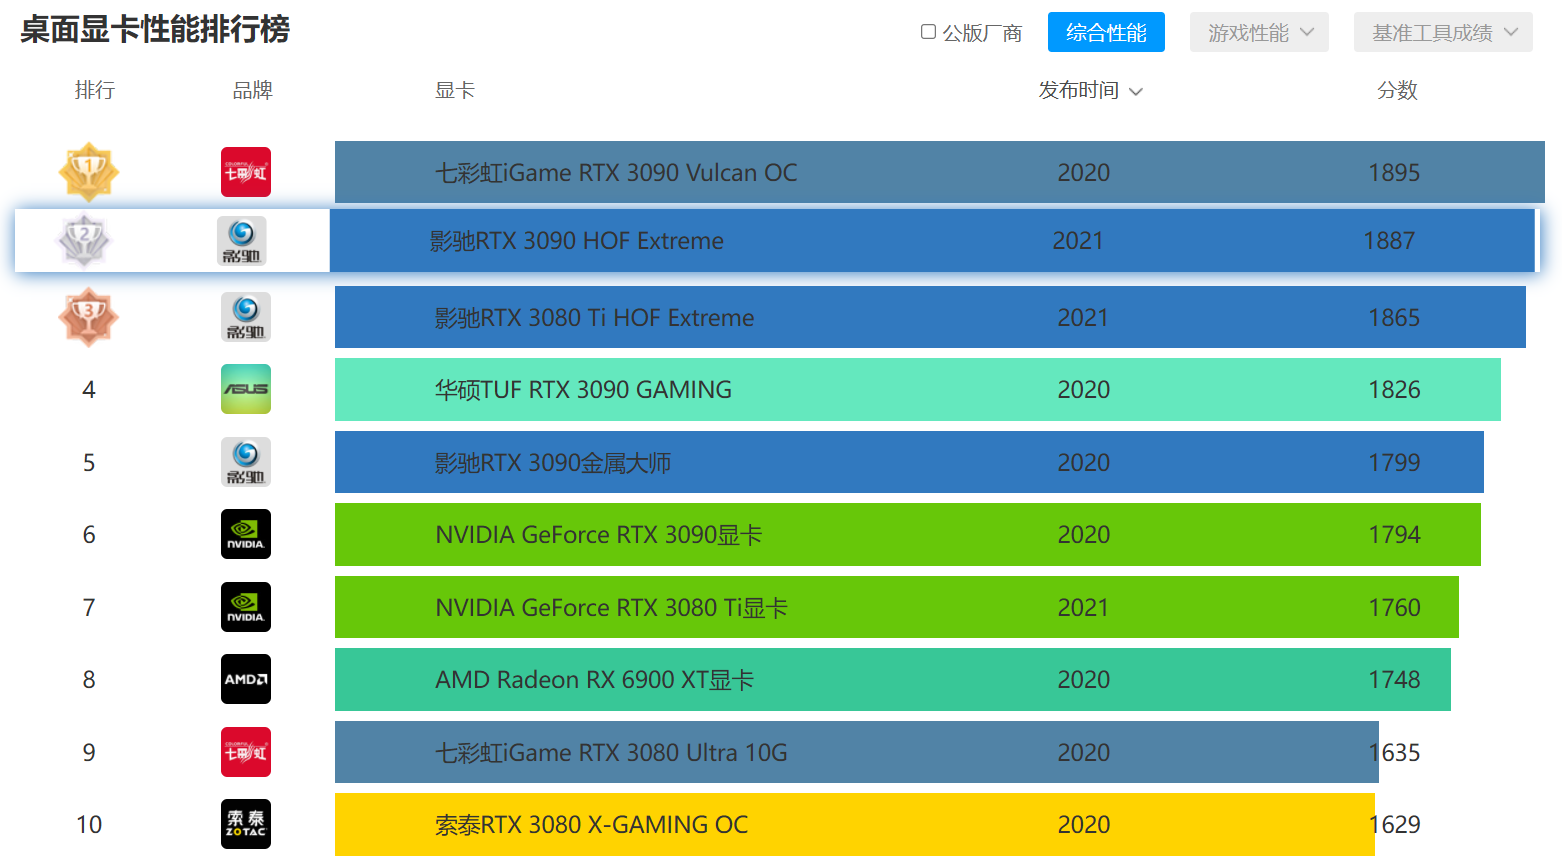 桌面显卡性能排行榜
公版厂商 综合性能 游戏性能 基准工具成绩
排行 品牌 显卡 发布时间 分数
1 COLORFUL 七彩虹 七彩虹iGame RTX 3090 Vulcan OC 2020 1895
2 影驰 影驰RTX 3090 HOF Extreme 2021 1887
3 影驰 影驰RTX 3080 Ti HOF Extreme 2021 1865
4 ASUS 华硕TUF RTX 3090 GAMING 2020 1826
5 影驰 影驰RTX 3090金属大师 2020 1799
6 NVIDIA. NVIDIA GeForce RTX 3090显卡 2020 1794
7 NVIDIA. NVIDIA GeForce RTX 3080 Ti显卡 2021 1760
8 AMD AMD Radeon RX 6900 XT显卡 2020 1748
9 COLORFUL 七彩虹 七彩虹iGame RTX 3080 Ultra 10G 2020 1635
10 索泰 ZOTAC 索泰RTX 3080 X-GAMING OC 2020 1629